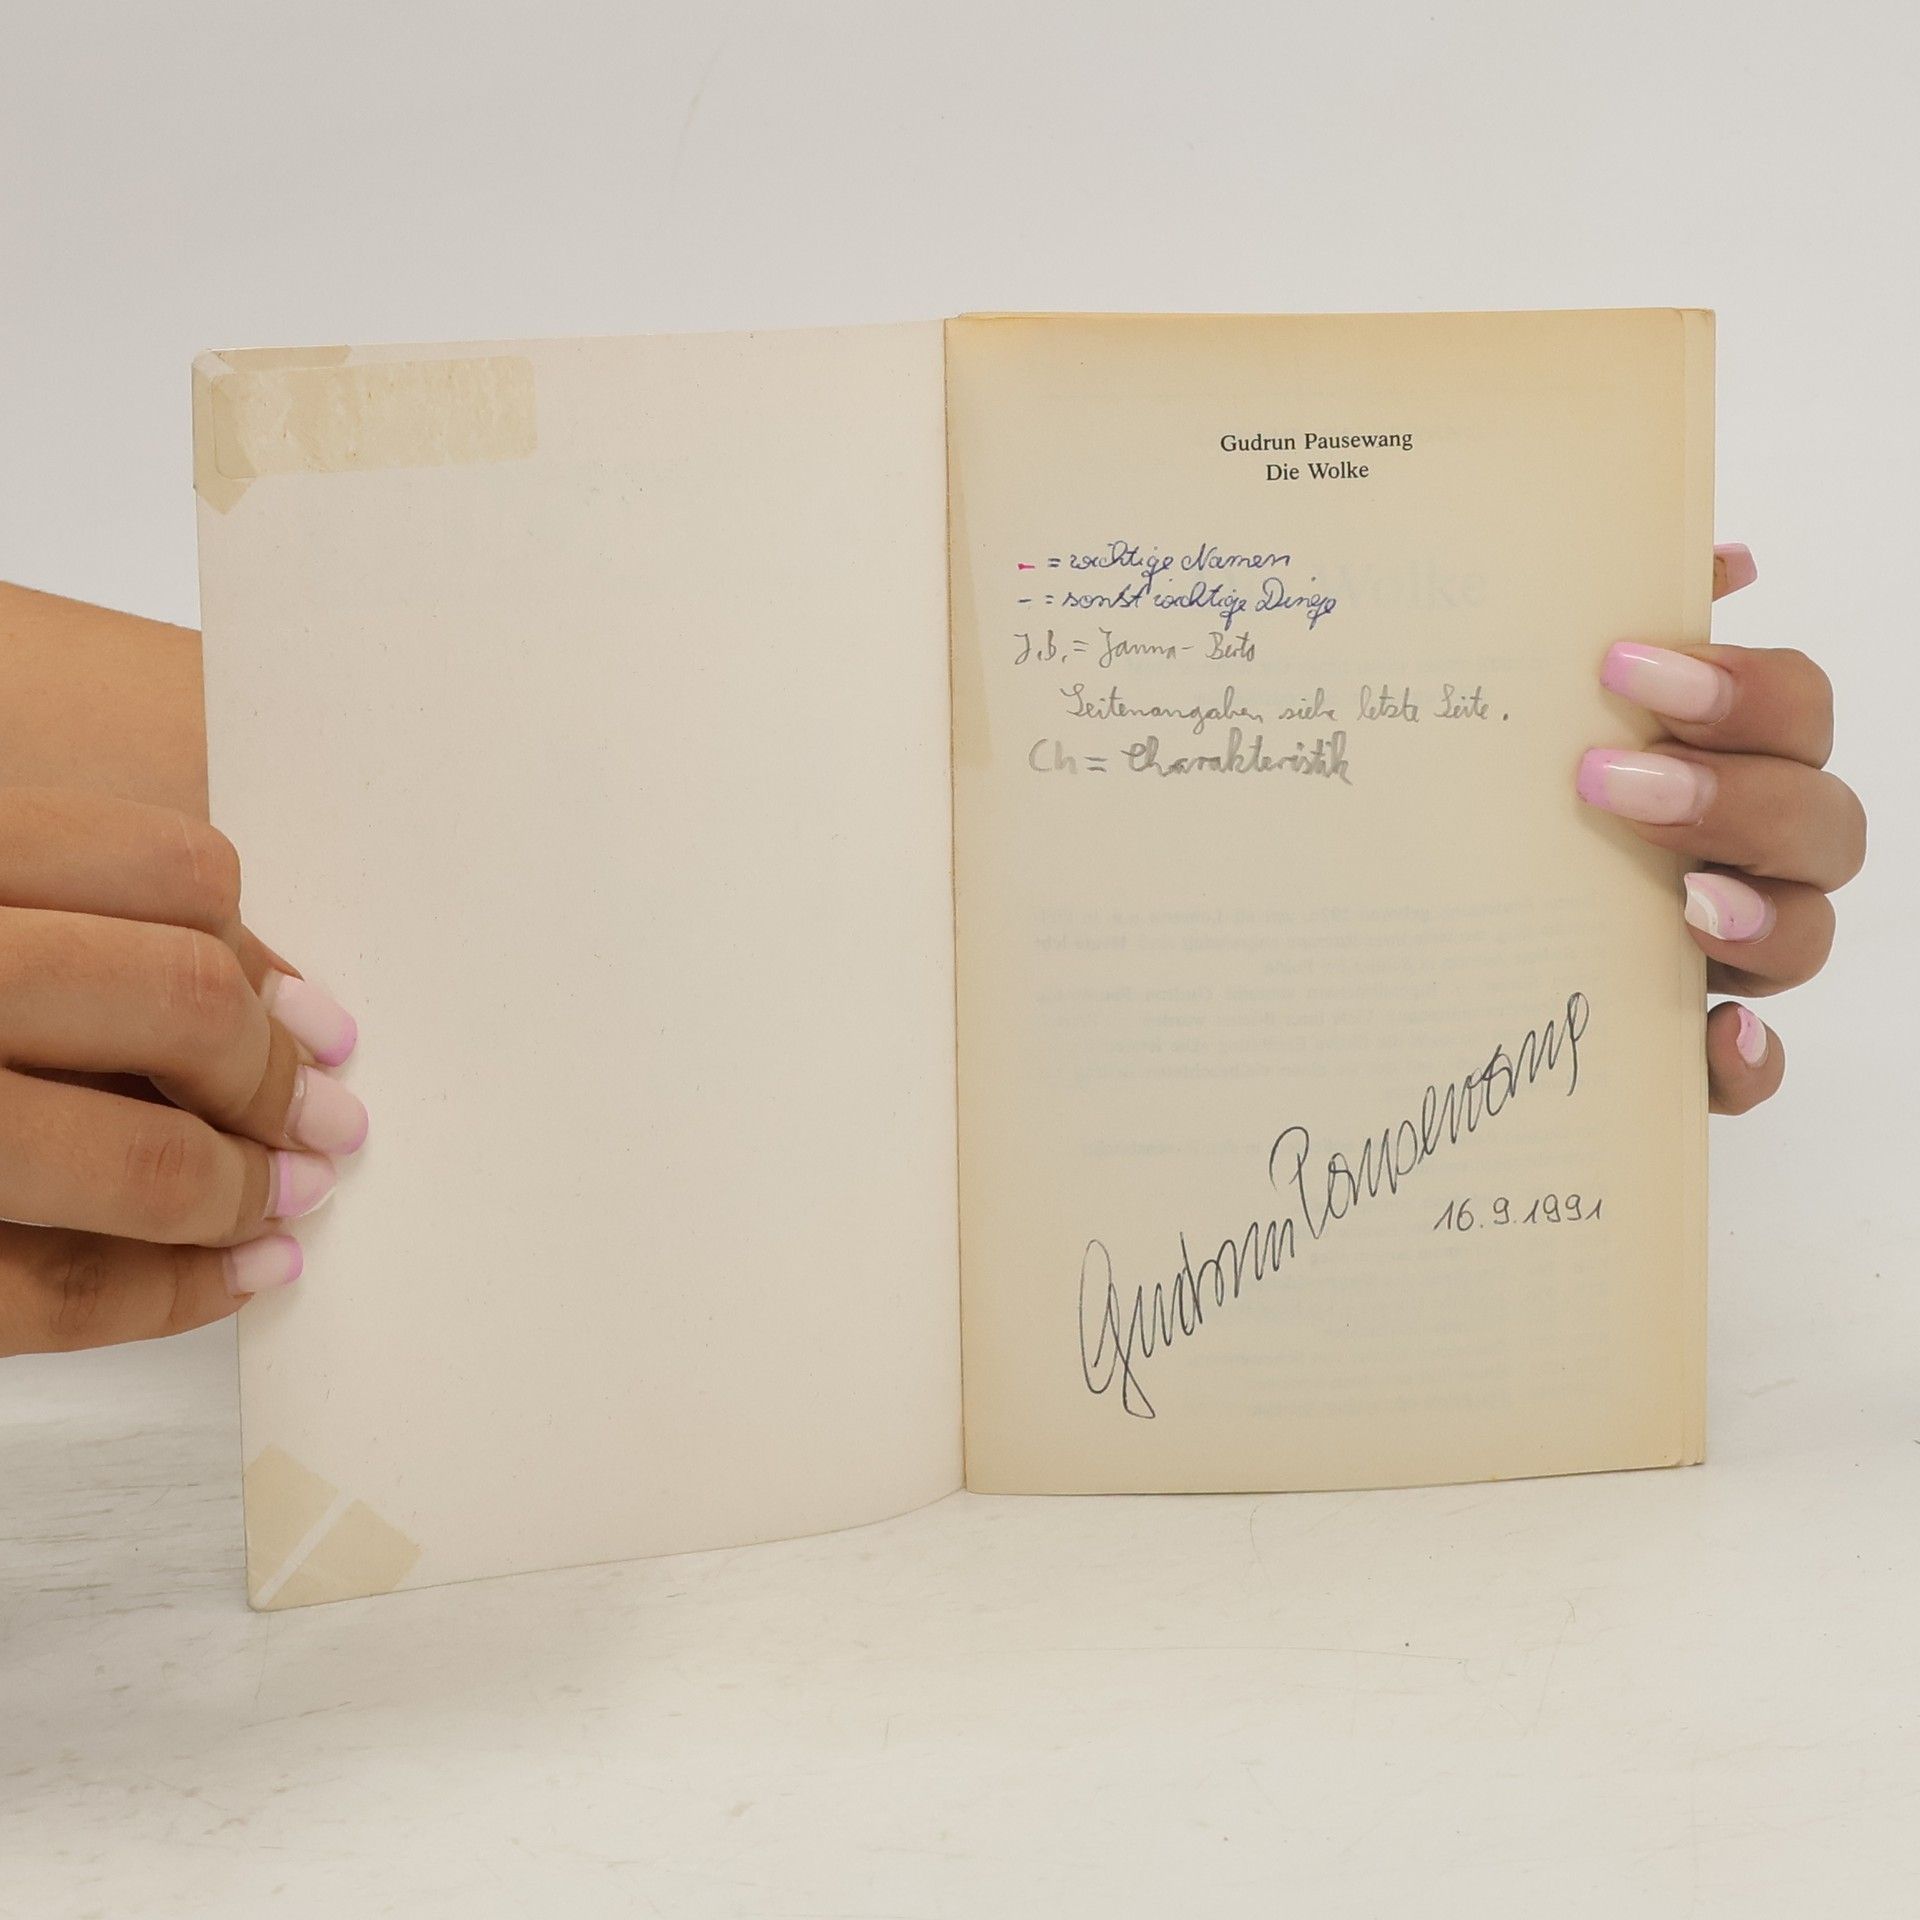 Gudrun Pausewang
Die Wolke
- = wichtige Namen
- = sonst wichtige Dinge
J.B. = Janna-Berta
Seitenangaben siehe letzte Seite.
Ch = Charakteristik
Gudrun Pausewang
16.9.1991